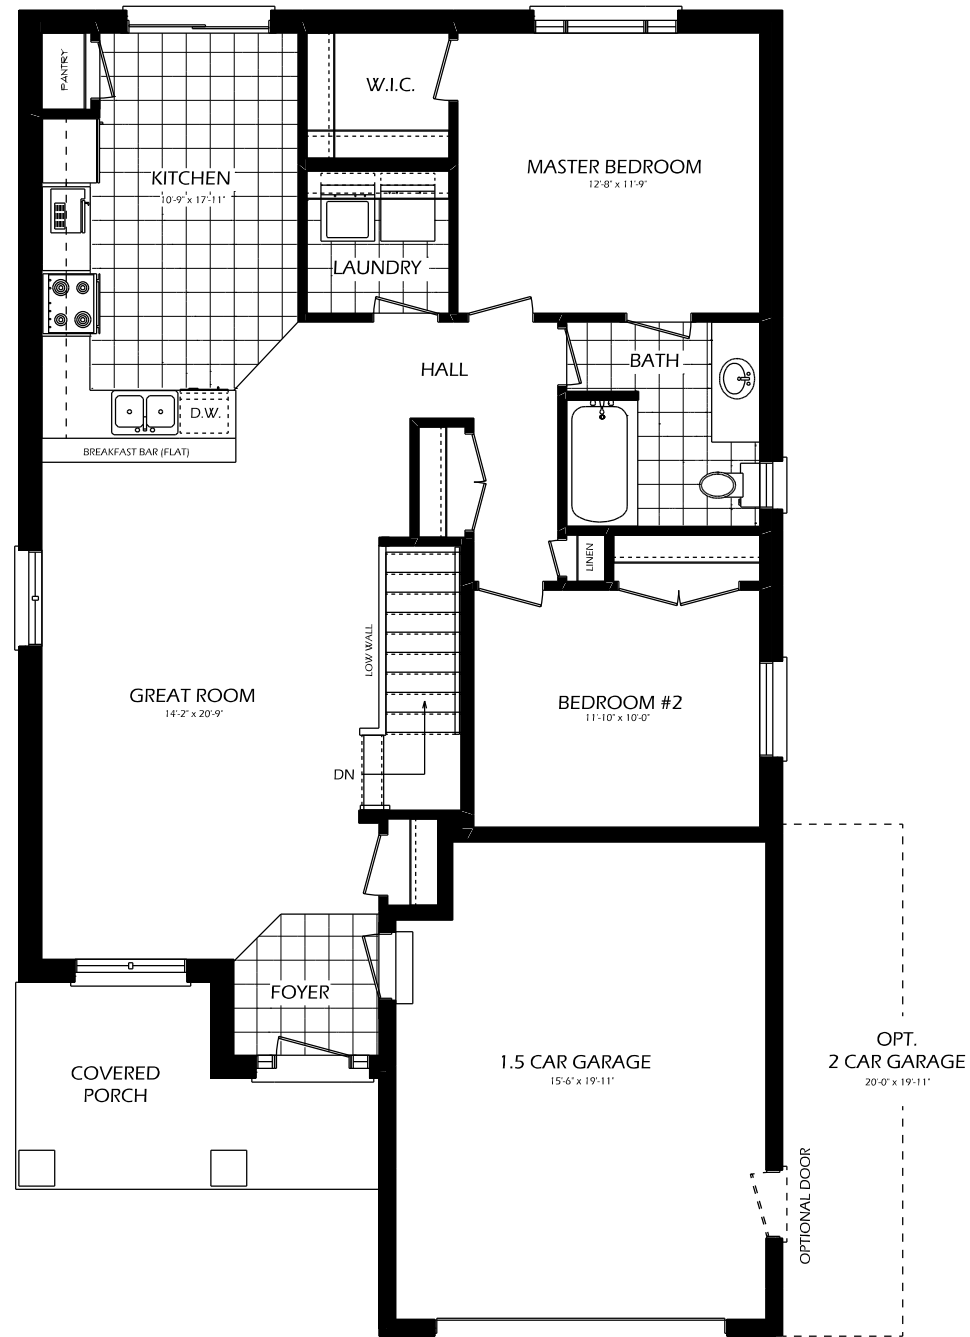 PANTRY
W.I.C.
MASTER BEDROOM
12'-8" x 11'-9"
KITCHEN
10'-9" x 17'-11"
LAUNDRY
HALL
BATH
D.W.
BREAKFAST BAR (FLAT)
LINEN
LOW WALL
GREAT ROOM
14'-2" x 20'-9"
BEDROOM #2
11'-10" x 10'-0"
DN
FOYER
COVERED
PORCH
1.5 CAR GARAGE
15'-6" x 19'-11"
OPT.
2 CAR GARAGE
20'-0" x 19'-11"
OPTIONAL DOOR